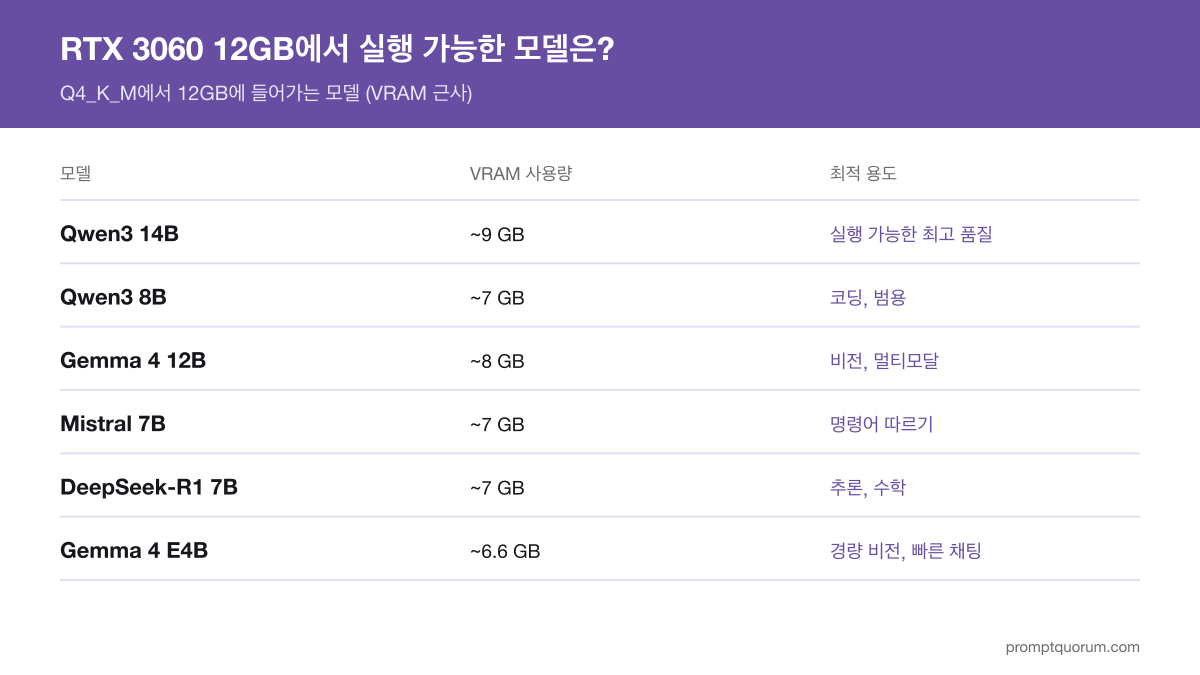 RTX 3060 12GB에서 실행 가능한 모델은?
Q4_K_M에서 12GB에 들어가는 모델 (VRAM 근사)
모델 VRAM 사용량 최적 용도
Qwen3 14B ~9 GB 실행 가능한 최고 품질
Qwen3 8B ~7 GB 코딩, 범용
Gemma 4 12B ~8 GB 비전, 멀티모달
Mistral 7B ~7 GB 명령어 따르기
DeepSeek-R1 7B ~7 GB 추론, 수학
Gemma 4 E4B ~6.6 GB 경량 비전, 빠른 채팅
promptquorum.com